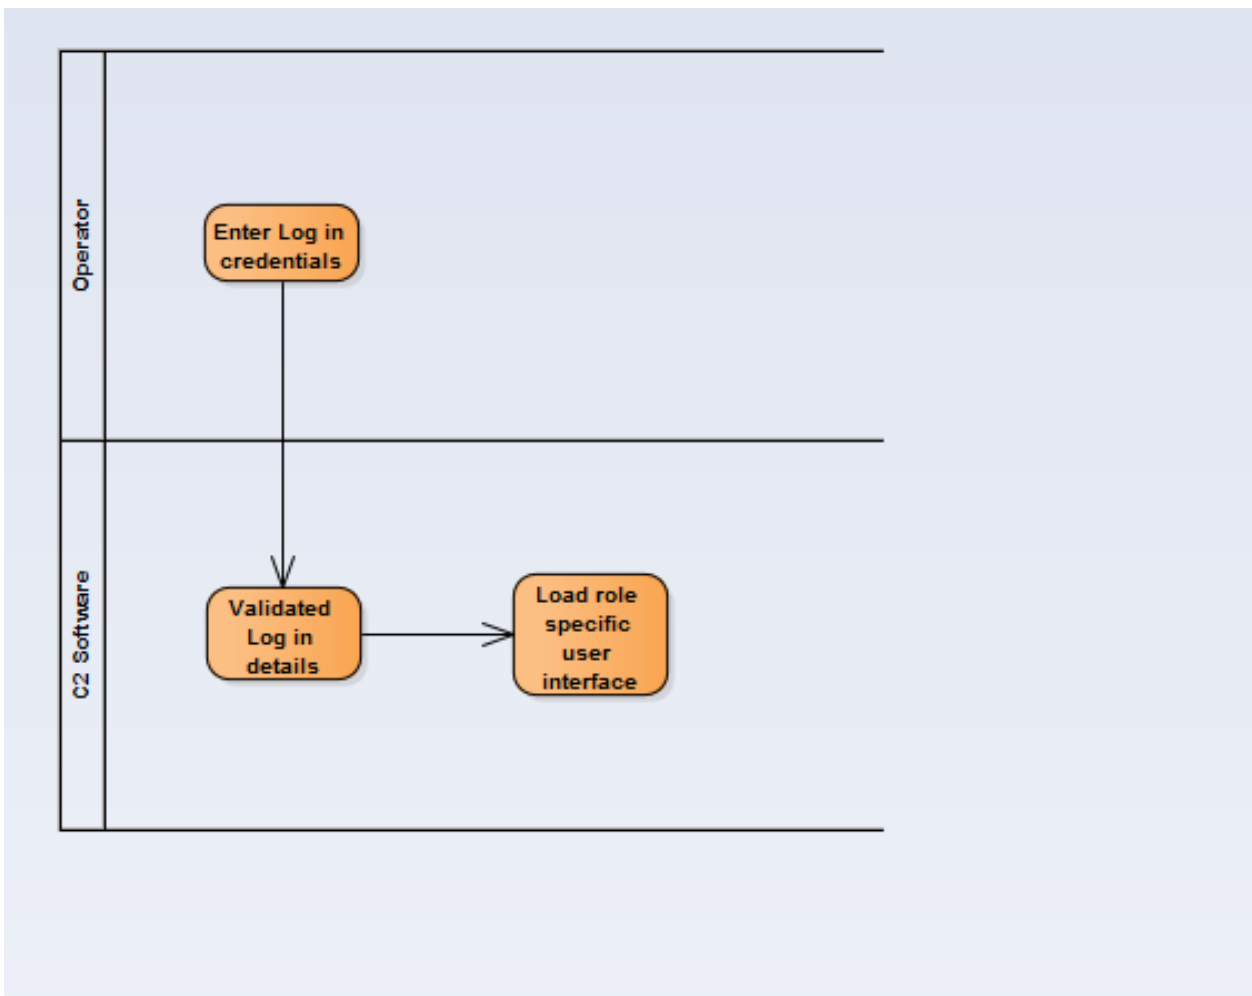 Operator
Enter Log in
credentials
C2 Software
Validated
Log in
details
Load role
specific
user
interface